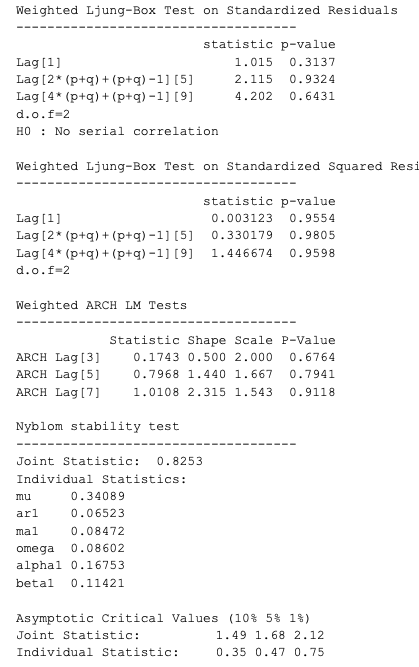 Weighted Ljung-Box Test on Standardized Residuals
------------------------------------
statistic p-value
Lag[1] 1.015 0.3137
Lag[2*(p+q)+(p+q)-1][5] 2.115 0.9324
Lag[4*(p+q)+(p+q)-1][9] 4.202 0.6431
d.o.f=2
H0 : No serial correlation
Weighted Ljung-Box Test on Standardized Squared Resi
------------------------------------
statistic p-value
Lag[1] 0.003123 0.9554
Lag[2*(p+q)+(p+q)-1][5] 0.330179 0.9805
Lag[4*(p+q)+(p+q)-1][9] 1.446674 0.9598
d.o.f=2
Weighted ARCH LM Tests
------------------------------------
Statistic Shape Scale P-Value
ARCH Lag[3] 0.1743 0.500 2.000 0.6764
ARCH Lag[5] 0.7968 1.440 1.667 0.7941
ARCH Lag[7] 1.0108 2.315 1.543 0.9118
Nyblom stability test
------------------------------------
Joint Statistic: 0.8253
Individual Statistics:
mu 0.34089
ar1 0.06523
ma1 0.08472
omega 0.08602
alpha1 0.16753
beta1 0.11421
Asymptotic Critical Values (10% 5% 1%)
Joint Statistic: 1.49 1.68 2.12
Individual Statistic: 0.35 0.47 0.75